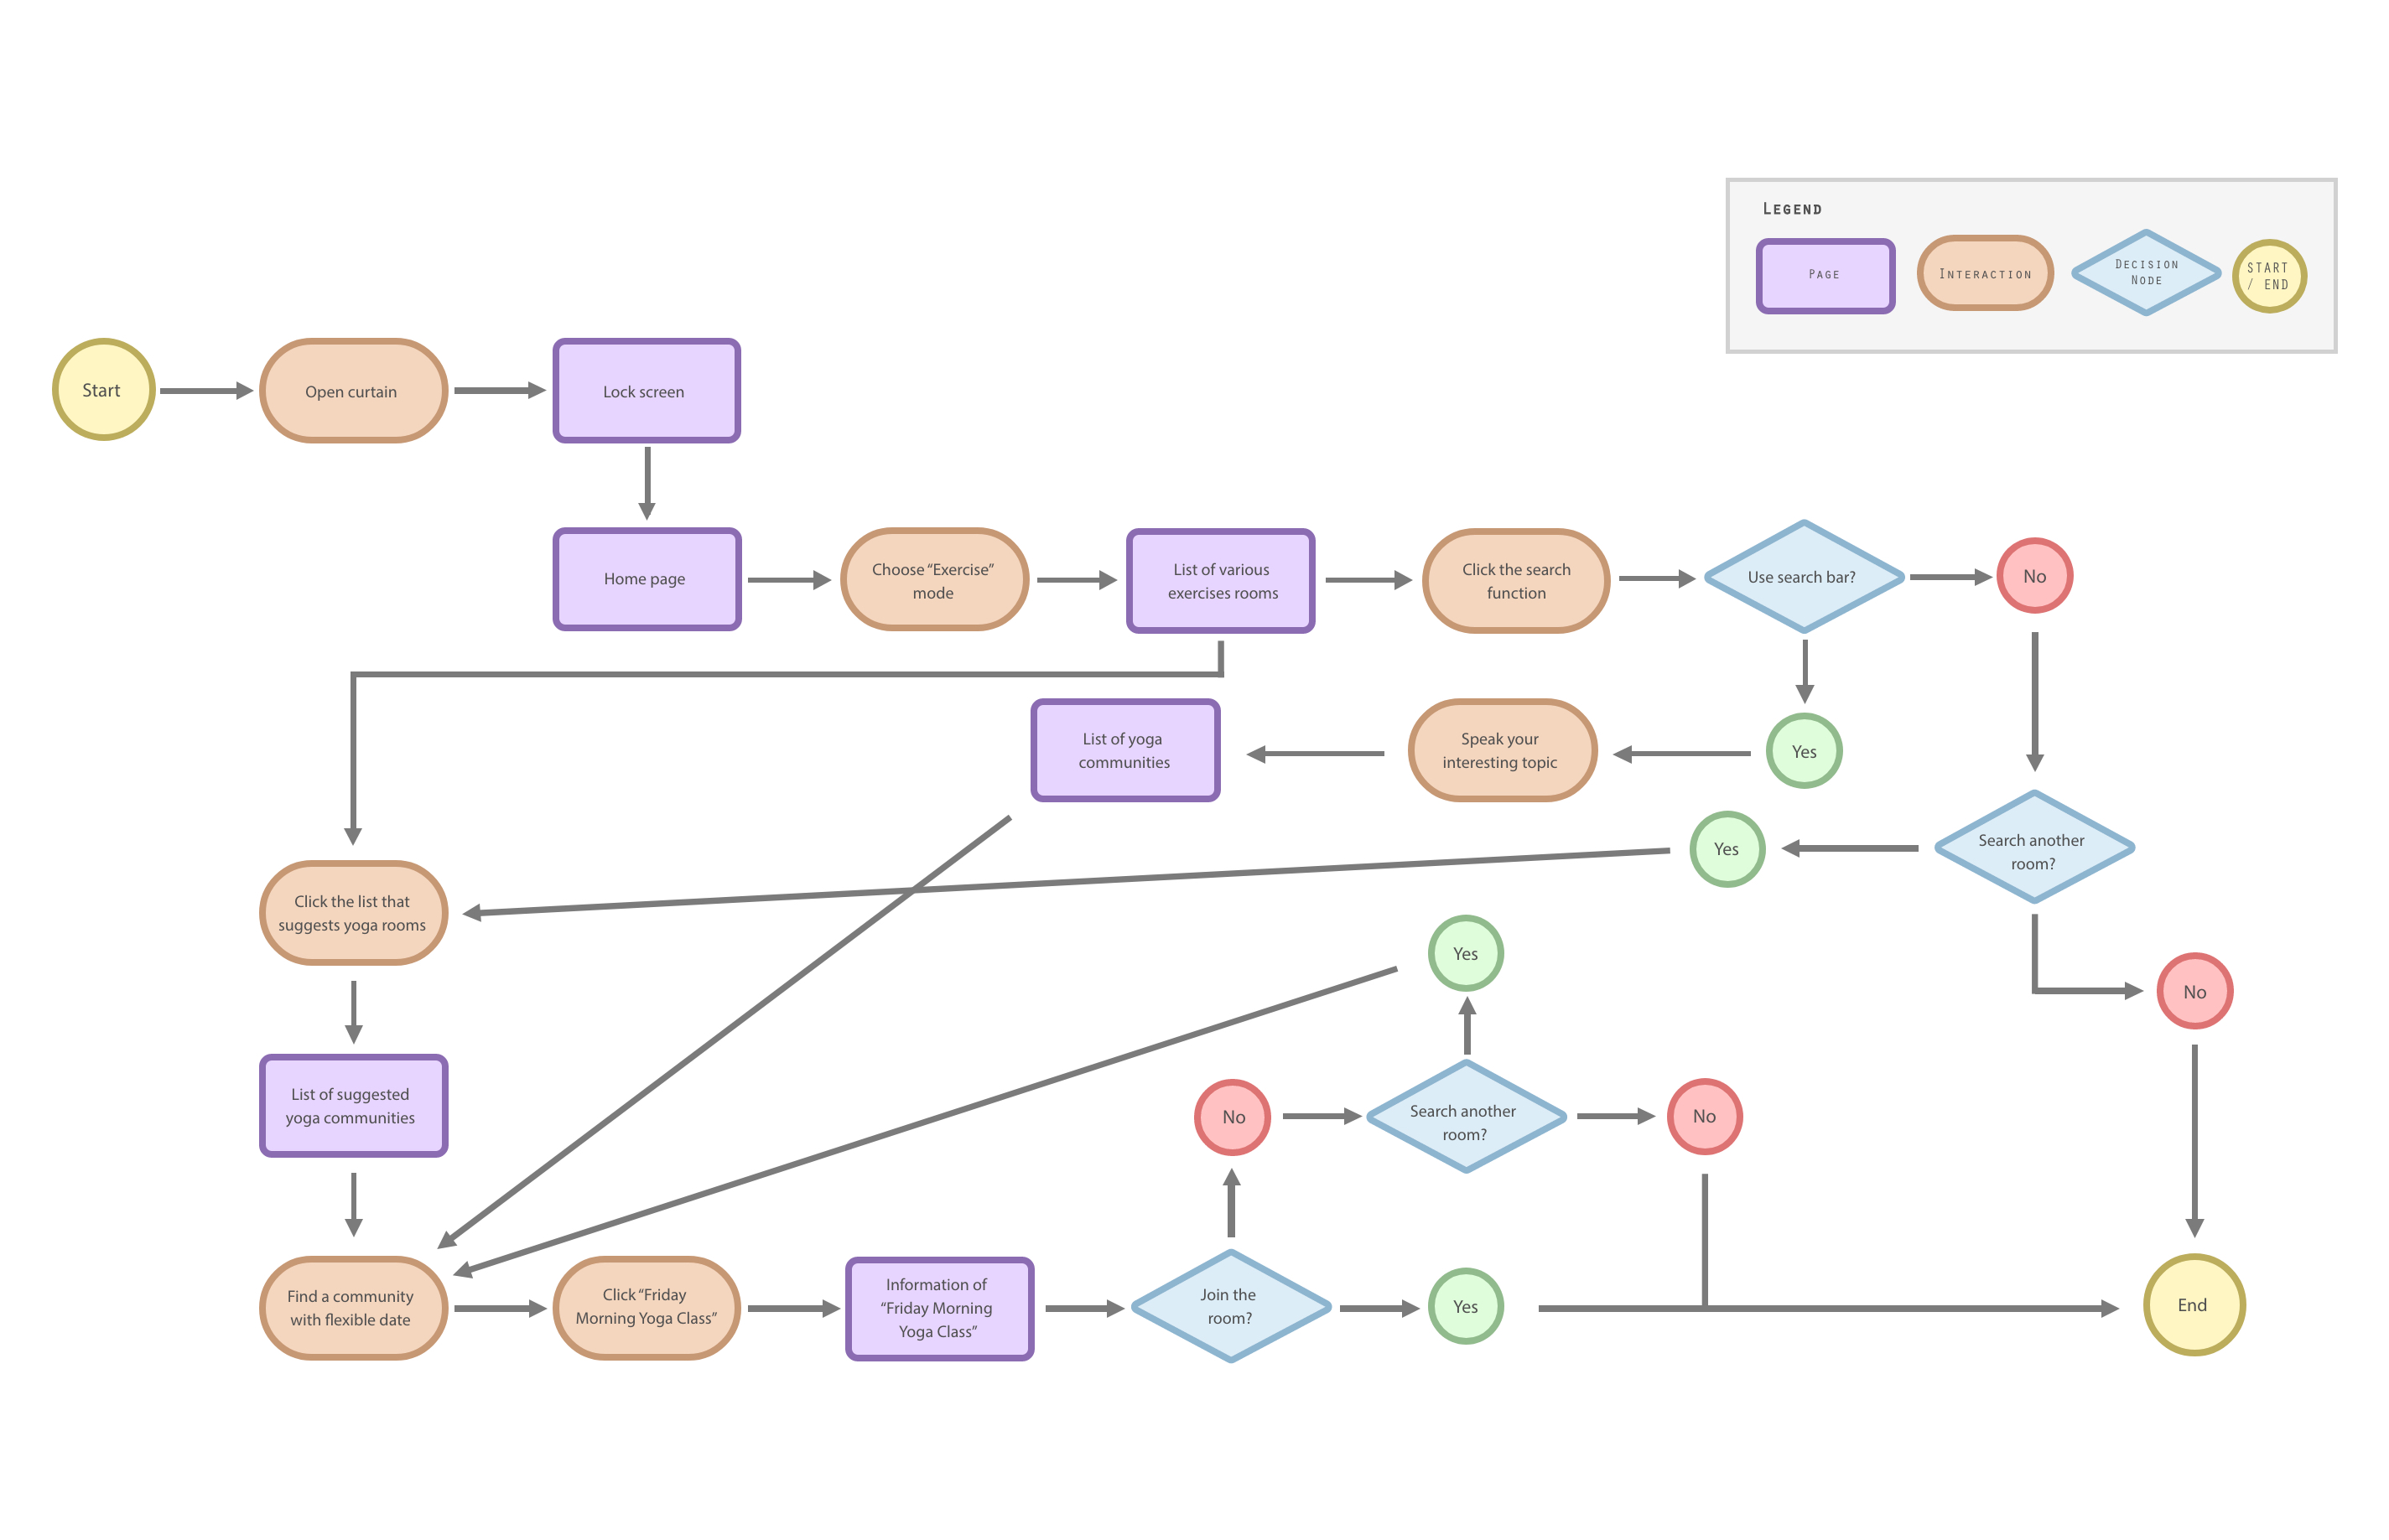 LEGEND
PAGE
INTERACTION
DECISION
NODE
START
/ END
Start
Open curtain
Lock screen
Home page
Choose “Exercise”
mode
List of various
exercises rooms
Click the search
function
Use search bar?
No
List of yoga
communities
Speak your
interesting topic
Yes
Search another
room?
Yes
Click the list that
suggests yoga rooms
Yes
No
List of suggested
yoga communities
No
Search another
room?
No
Find a community
with flexible date
Click “Friday
Morning Yoga Class”
Information of
“Friday Morning
Yoga Class”
Join the
room?
Yes
End